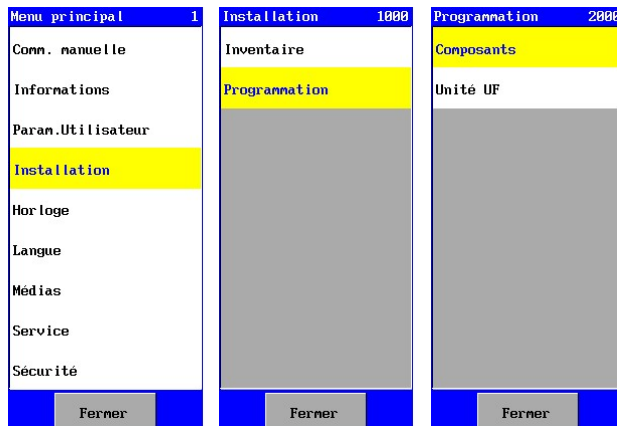 Menu principal 1
Comm. manuelle
Informations
Param.Utilisateur
Installation
Horloge
Langue
Médias
Service
Sécurité
Fermer
Installation 1000
Inventaire
Programmation
Fermer
Programmation 2000
Composants
Unité UF
Fermer